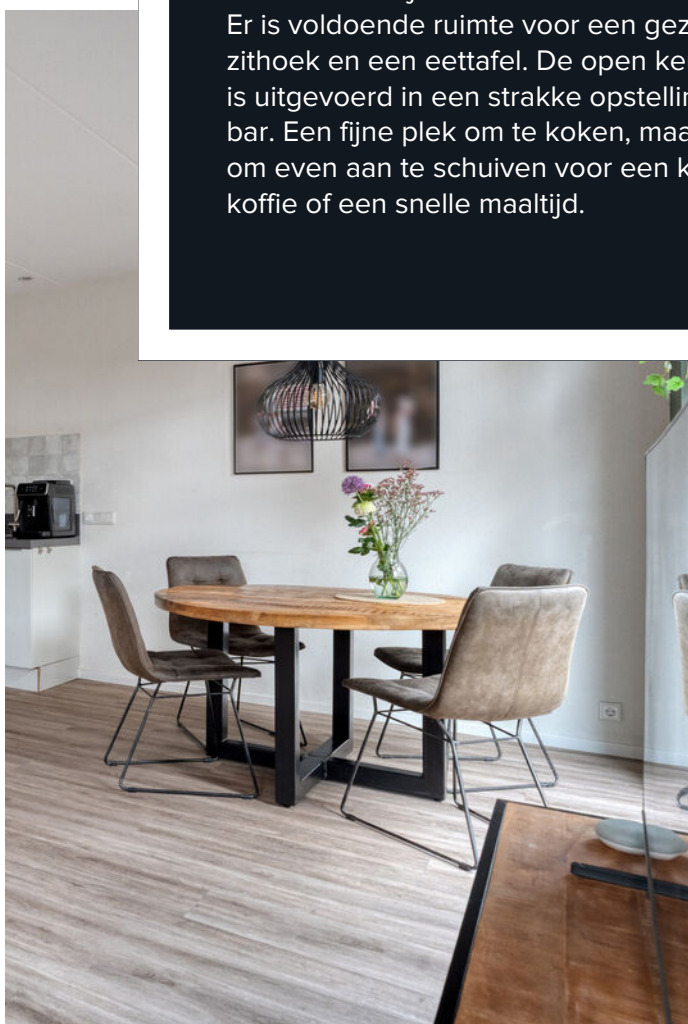 Er is voldoende ruimte voor een gez
zithoek en een eettafel. De open ke
is uitgevoerd in een strakke opstellin
bar. Een fijne plek om te koken, maa
om even aan te schuiven voor een k
koffie of een snelle maaltijd.